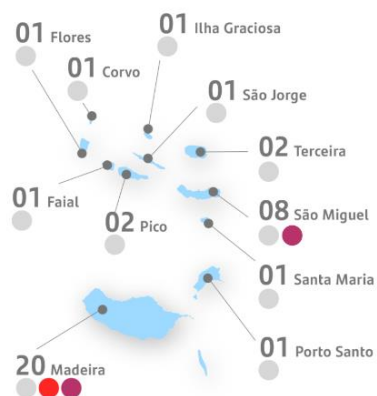 01 Flores
01 Ilha Graciosa
01 Corvo
01 São Jorge
02 Terceira
01 Faial
02 Pico
08 São Miguel
01 Santa Maria
01 Porto Santo
20 Madeira